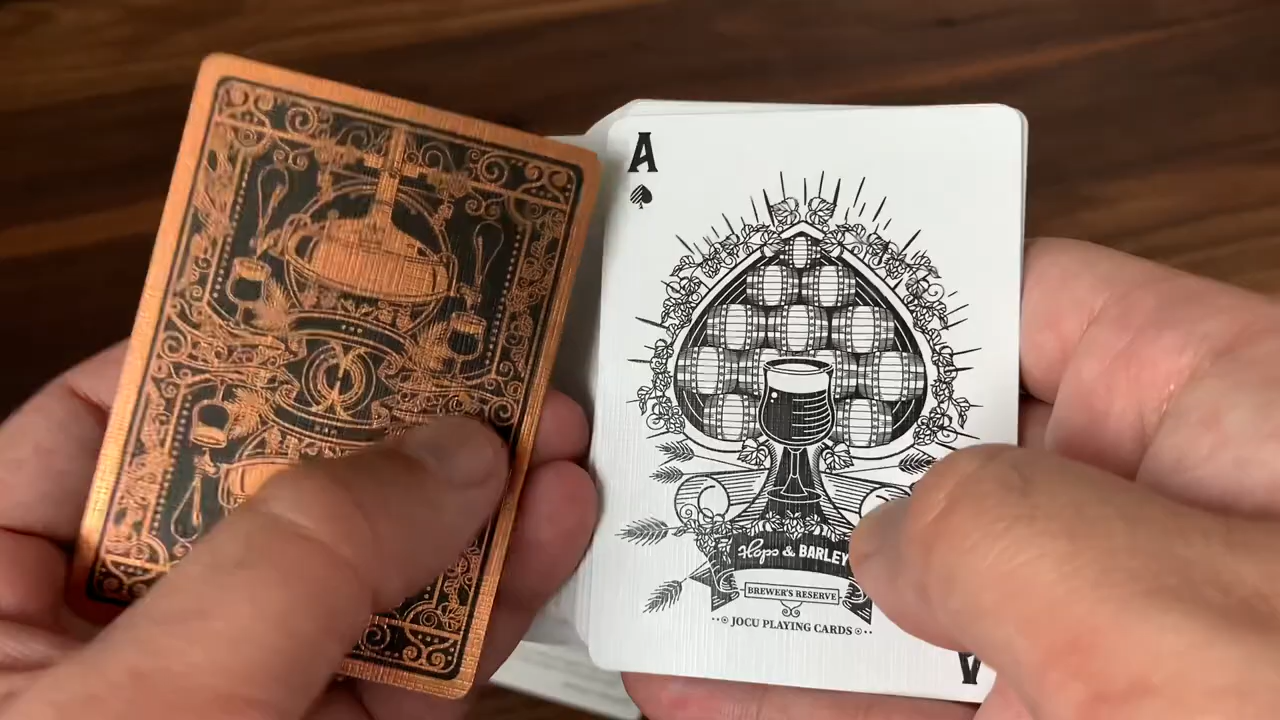 A
Hops & BARLEY
BREWER'S RESERVE
JOCU PLAYING CARDS
A